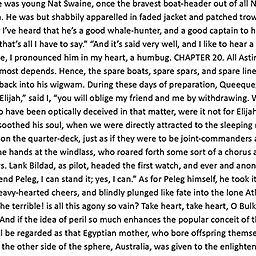 e was young Nat Swaine, once the bravest boat-header out of all N
a. He was but shabbily apparelled in faded jacket and patched trow
r I've heard that he's a good whale-hunter, and a good captain to h
that's all I have to say." "And it's said very well, and I like to hear a
e, I pronounced him in my heart, a humbug. CHAPTER 20. All Astir
most depends. Hence, the spare boats, spare spars, and spare line
back into his wigwam. During these days of preparation, Queeque
Elijah," said I, "you will oblige my friend and me by withdrawing. W
o have been optically deceived in that matter, were it not for Elijah
soothed his soul, when we were directly attracted to the sleeping r
on the quarter-deck, just as if they were to be joint-commanders a
he hands at the windlass, who roared forth some sort of a chorus a
s. Lank Bildad, as pilot, headed the first watch, and ever and anon
end Peleg, I can stand it; yes, I can." As for Peleg himself, he took it
eavy-hearted cheers, and blindly plunged like fate into the lone Atl
he terrible! is all this agony so vain? Take heart, take heart, O Bulk
And if the idea of peril so much enhances the popular conceit of th
l be regarded as that Egyptian mother, who bore offspring themse
the other side of the sphere, Australia, was given to the enlighten